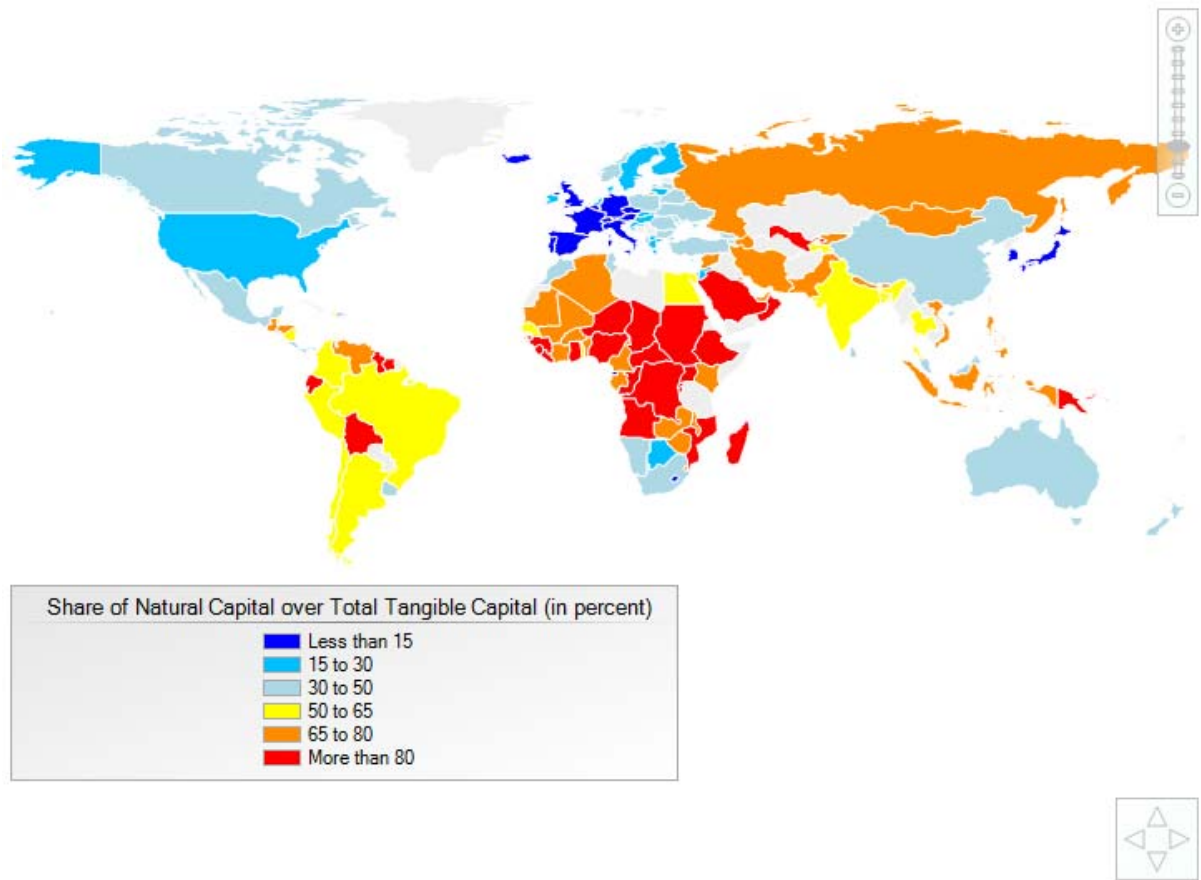 Share of Natural Capital over Total Tangible Capital (in percent)
Less than 15
15 to 30
30 to 50
50 to 65
65 to 80
More than 80